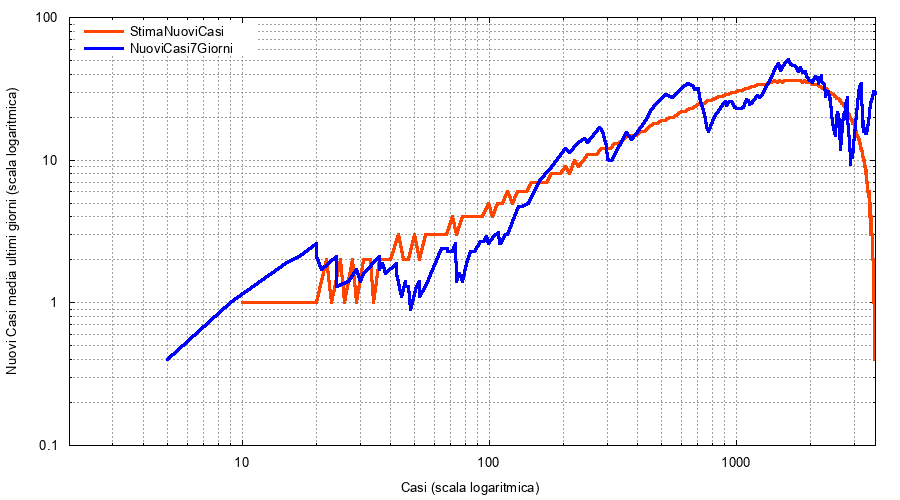 100
StimaNuoviCasi
NuoviCasi7Giorni
10
1
0.1
Nuovi Casi media ultimi giorni (scala logaritmica)
10
100
1000
Casi (scala logaritmica)